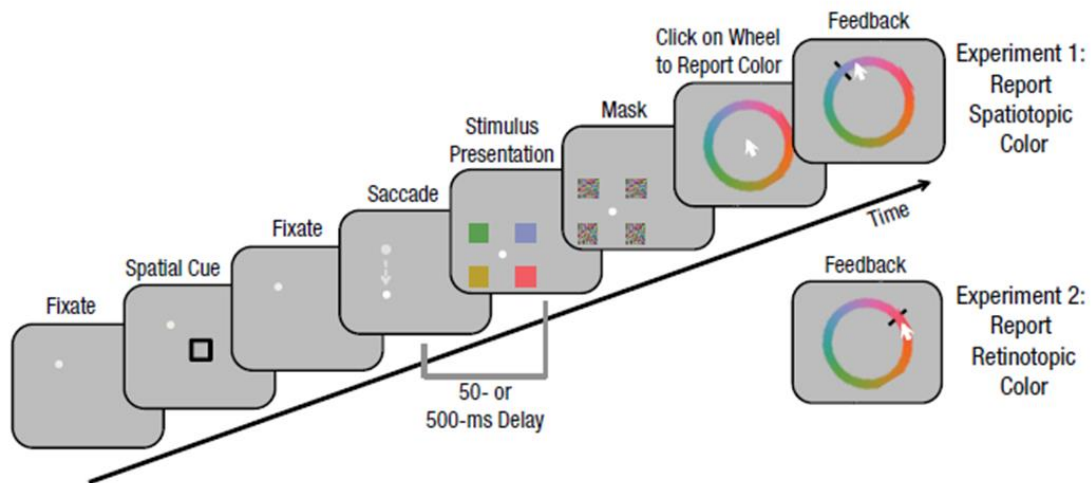 Fixate
Spatial Cue
Fixate
Saccade
Stimulus
Presentation
Mask
Click on Wheel
to Report Color
Feedback
Experiment 1:
Report
Spatiotopic
Color
Time
50- or
500-ms Delay
Feedback
Experiment 2:
Report
Retinotopic
Color